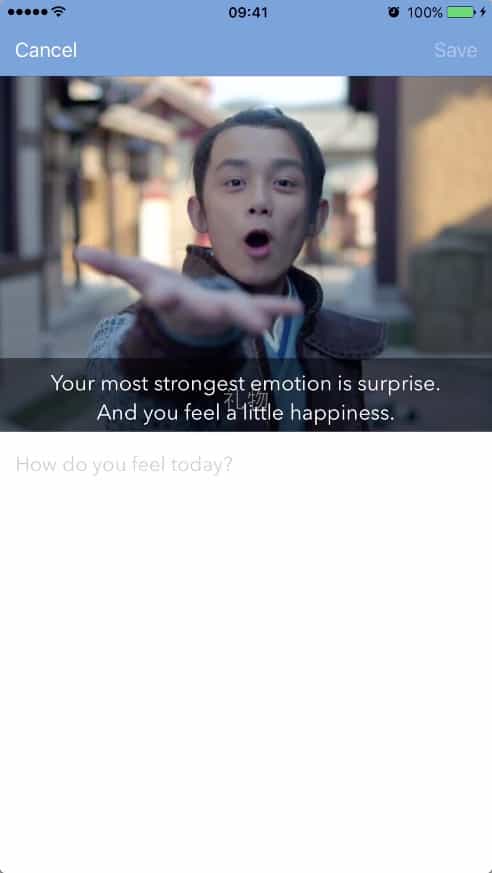 09:41
100%
Cancel
Save
Your most strongest emotion is surprise.
礼物
And you feel a little happiness.
How do you feel today?